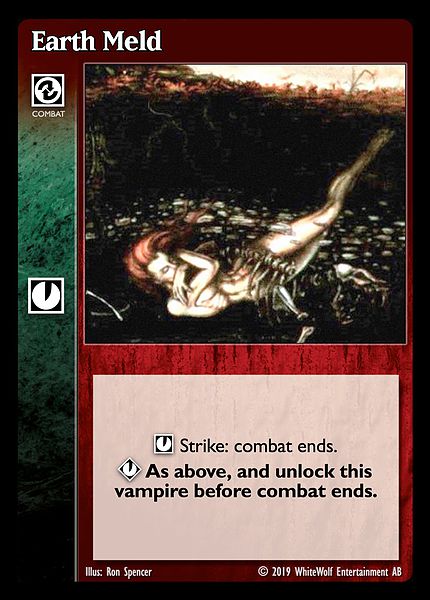 Earth Meld
COMBAT
Strike: combat ends.
As above, and unlock this
vampire before combat ends.
Illus: Ron Spencer © 2019 WhiteWolf Entertainment AB